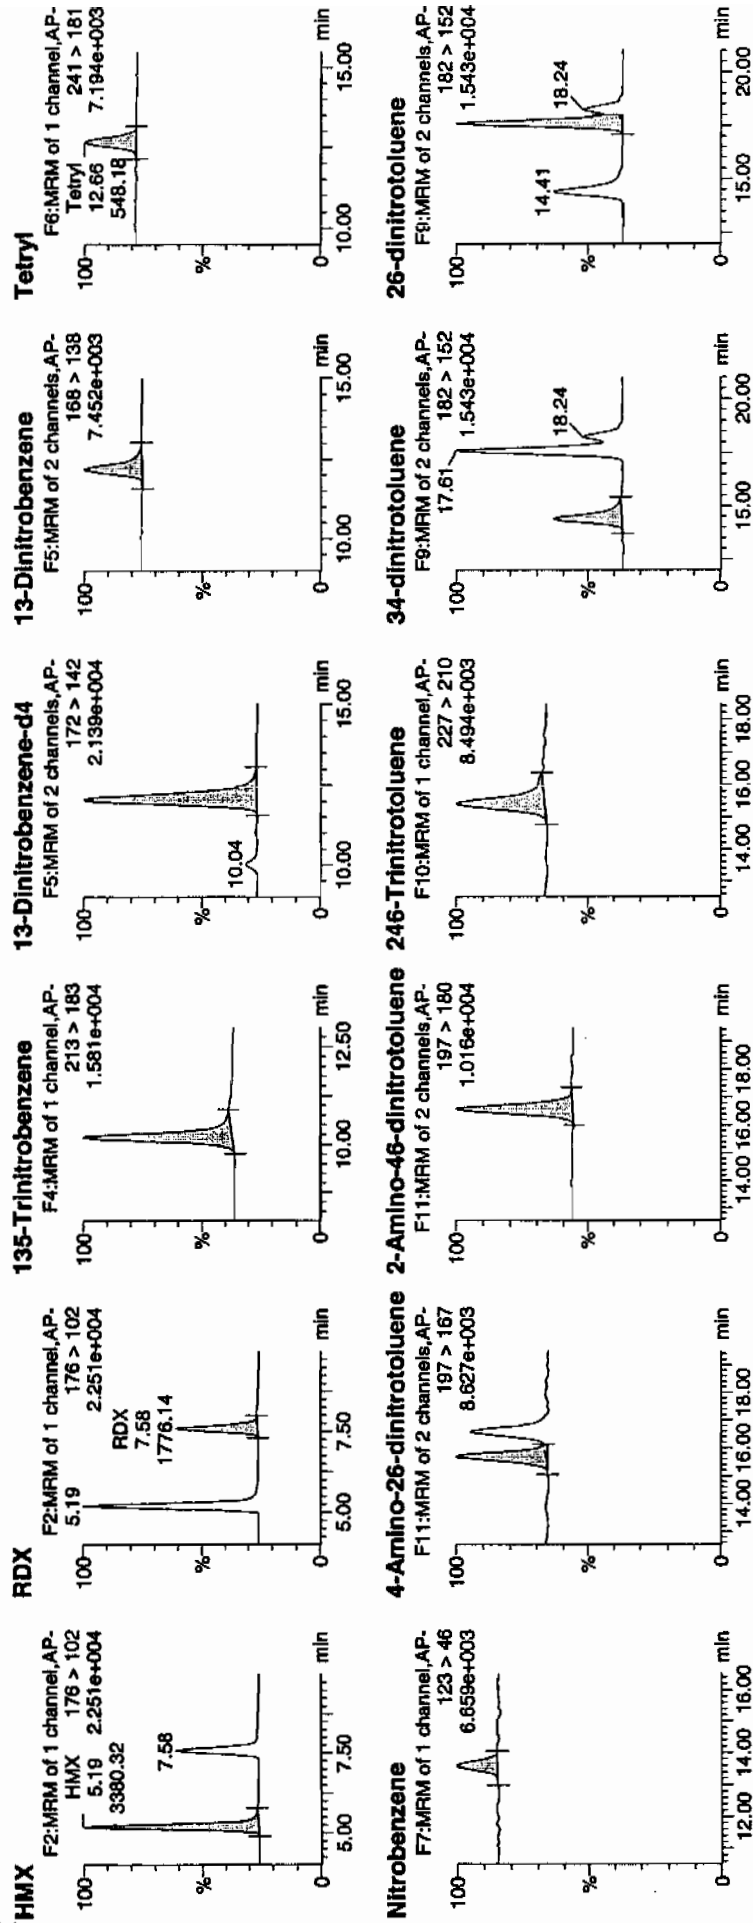 HMX
F2:MRM of 1 channel,AP-
HMX 176 > 102
5.19 2.251e+004
3380.32
7.58
100
%
0
5.00 7.50 min
RDX
F2:MRM of 1 channel,AP-
5.19 176 > 102
2.251e+004
RDX
7.58
1776.14
100
%
0
5.00 7.50 min
135-Trinitrobenzene
F4:MRM of 1 channel,AP-
213 > 183
1.581e+004
100
%
0
10.00 12.50 min
13-Dinitrobenzene-d4
F5:MRM of 2 channels,AP-
172 > 142
2.139e+004
10.04
100
%
0
10.00 15.00 min
13-Dinitrobenzene
F5:MRM of 2 channels,AP-
168 > 138
7.452e+003
100
%
0
10.00 15.00 min
Tetryl
F6:MRM of 1 channel,AP-
Tetryl 241 > 181
12.66 7.194e+003
548.18
100
%
0
10.00 15.00 min
Nitrobenzene
F7:MRM of 1 channel,AP-
123 > 46
6.659e+003
100
%
0
12.00 14.00 16.00 min
4-Amino-26-dinitrotoluene
F11:MRM of 2 channels,AP-
197 > 167
8.627e+003
100
%
0
14.00 16.00 18.00 min
2-Amino-46-dinitrotoluene
F11:MRM of 2 channels,AP-
197 > 180
1.016e+004
100
%
0
14.00 16.00 18.00 min
246-Trinitrotoluene
F10:MRM of 1 channel,AP-
227 > 210
8.494e+003
100
%
0
14.00 16.00 18.00 min
34-dinitrotoluene
F9:MRM of 2 channels,AP-
17.61 182 > 152
1.543e+004
18.24
100
%
0
15.00 20.00 min
26-dinitrotoluene
F9:MRM of 2 channels,AP-
182 > 152
1.543e+004
14.41
18.24
100
%
0
15.00 20.00 min